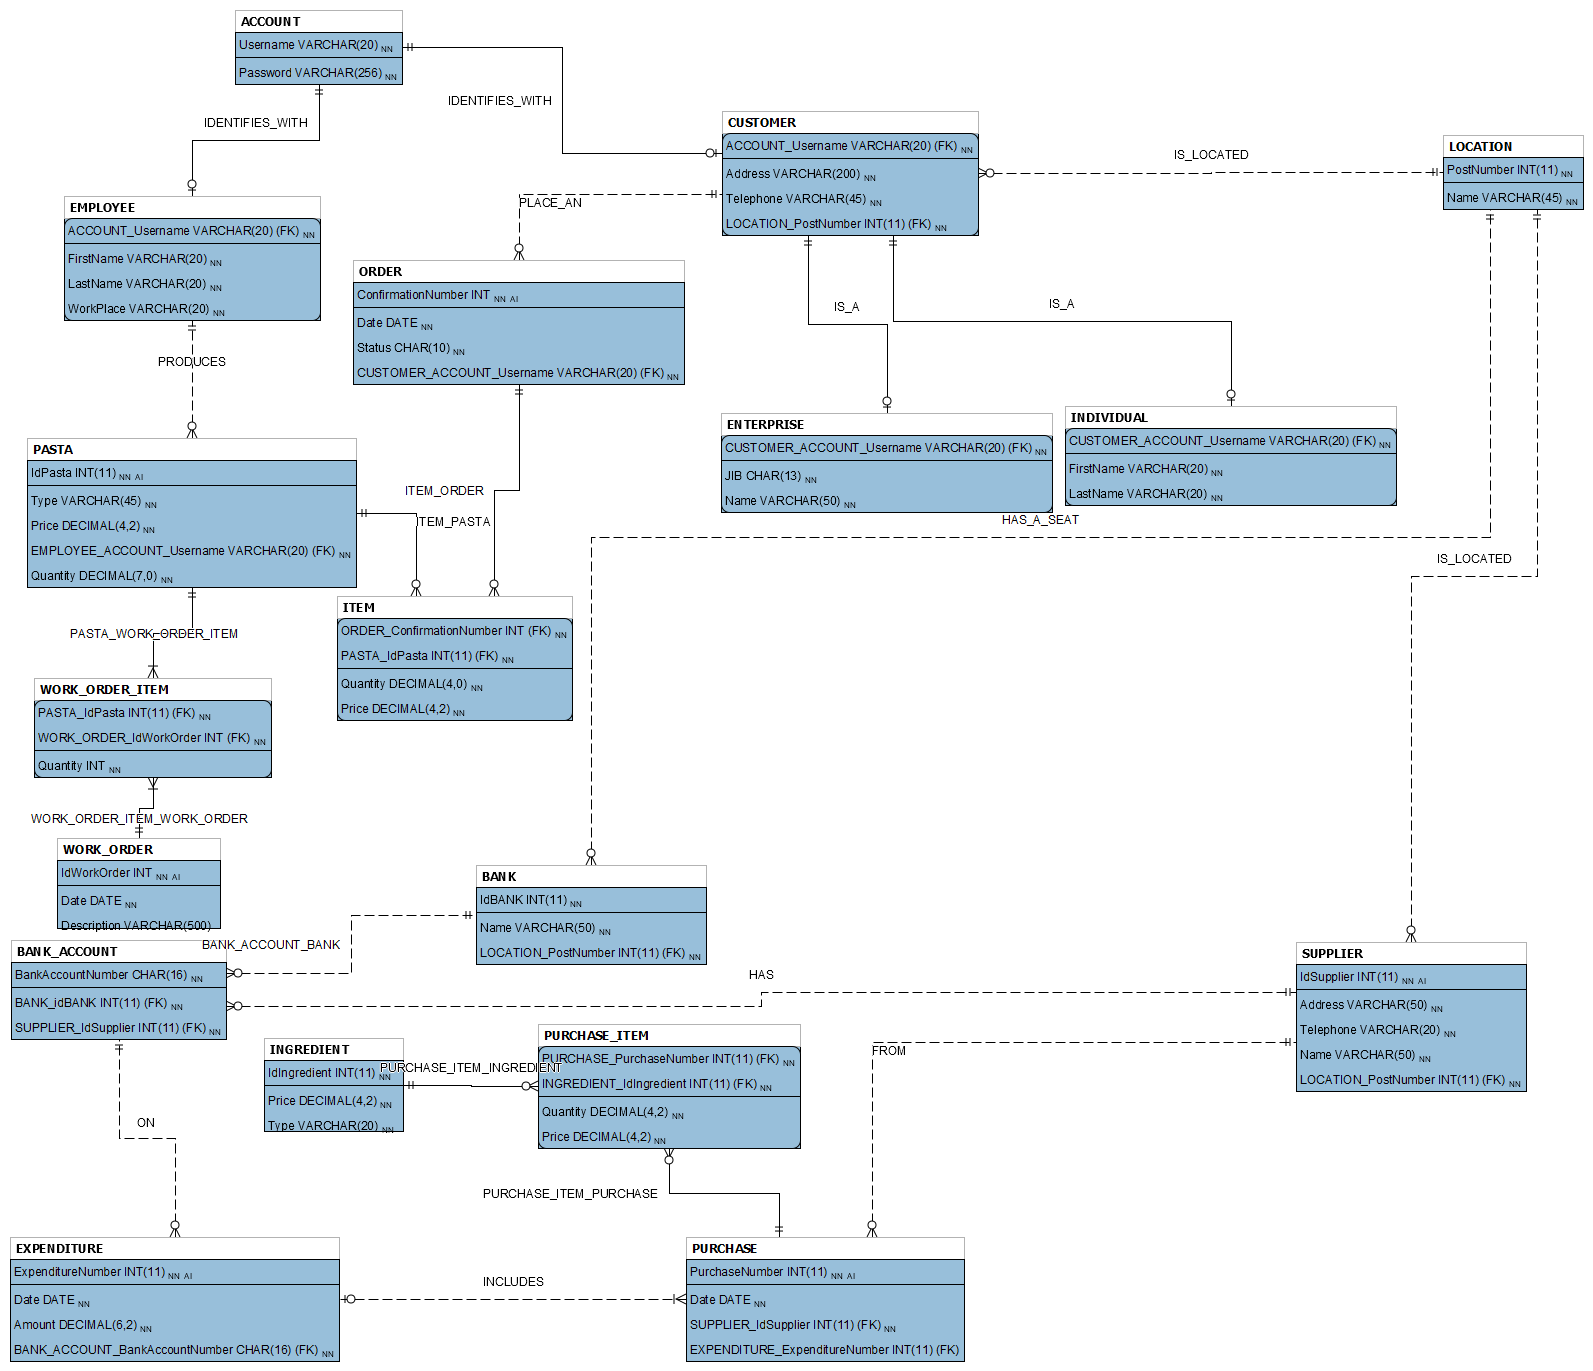 ACCOUNT
Username VARCHAR(20) NN
Password VARCHAR(256) NN
IDENTIFIES_WITH
IDENTIFIES_WITH
CUSTOMER
ACCOUNT_Username VARCHAR(20) (FK) NN
Address VARCHAR(200) NN
Telephone VARCHAR(45) NN
LOCATION_PostNumber INT(11) (FK) NN
IS_LOCATED
LOCATION
PostNumber INT(11) NN
Name VARCHAR(45) NN
EMPLOYEE
ACCOUNT_Username VARCHAR(20) (FK) NN
FirstName VARCHAR(20) NN
LastName VARCHAR(20) NN
WorkPlace VARCHAR(20) NN
PLACE_AN
ORDER
ConfirmationNumber INT NN AI
Date DATE NN
Status CHAR(10) NN
CUSTOMER_ACCOUNT_Username VARCHAR(20) (FK) NN
IS_A
IS_A
PRODUCES
ENTERPRISE
CUSTOMER_ACCOUNT_Username VARCHAR(20) (FK) NN
JIB CHAR(13) NN
Name VARCHAR(50) NN
INDIVIDUAL
CUSTOMER_ACCOUNT_Username VARCHAR(20) (FK) NN
FirstName VARCHAR(20) NN
LastName VARCHAR(20) NN
PASTA
IdPasta INT(11) NN AI
Type VARCHAR(45) NN
Price DECIMAL(4,2) NN
EMPLOYEE_ACCOUNT_Username VARCHAR(20) (FK) NN
Quantity DECIMAL(7,0) NN
ITEM_ORDER
ITEM_PASTA
HAS_A_SEAT
IS_LOCATED
ITEM
ORDER_ConfirmationNumber INT (FK) NN
PASTA_IdPasta INT(11) (FK) NN
Quantity DECIMAL(4,0) NN
Price DECIMAL(4,2) NN
PASTA_WORK_ORDER_ITEM
WORK_ORDER_ITEM
PASTA_IdPasta INT(11) (FK) NN
WORK_ORDER_IdWorkOrder INT (FK) NN
Quantity INT NN
WORK_ORDER_ITEM_WORK_ORDER
WORK_ORDER
IdWorkOrder INT NN AI
Date DATE NN
Description VARCHAR(500)
BANK
IdBANK INT(11) NN
Name VARCHAR(50) NN
LOCATION_PostNumber INT(11) (FK) NN
BANK_ACCOUNT_BANK
BANK_ACCOUNT
BankAccountNumber CHAR(16) NN
BANK_idBANK INT(11) (FK) NN
SUPPLIER_IdSupplier INT(11) (FK) NN
HAS
SUPPLIER
IdSupplier INT(11) NN AI
Address VARCHAR(50) NN
Telephone VARCHAR(20) NN
Name VARCHAR(50) NN
LOCATION_PostNumber INT(11) (FK) NN
FROM
INGREDIENT
IdIngredient INT(11) NN
Price DECIMAL(4,2) NN
Type VARCHAR(20) NN
PURCHASE_ITEM_INGREDIENT
PURCHASE_ITEM
PURCHASE_PurchaseNumber INT(11) (FK) NN
INGREDIENT_IdIngredient INT(11) (FK) NN
Quantity DECIMAL(4,2) NN
Price DECIMAL(4,2) NN
ON
PURCHASE_ITEM_PURCHASE
EXPENDITURE
ExpenditureNumber INT(11) NN AI
Date DATE NN
Amount DECIMAL(6,2) NN
BANK_ACCOUNT_BankAccountNumber CHAR(16) (FK) NN
INCLUDES
PURCHASE
PurchaseNumber INT(11) NN AI
Date DATE NN
SUPPLIER_IdSupplier INT(11) (FK) NN
EXPENDITURE_ExpenditureNumber INT(11) (FK)